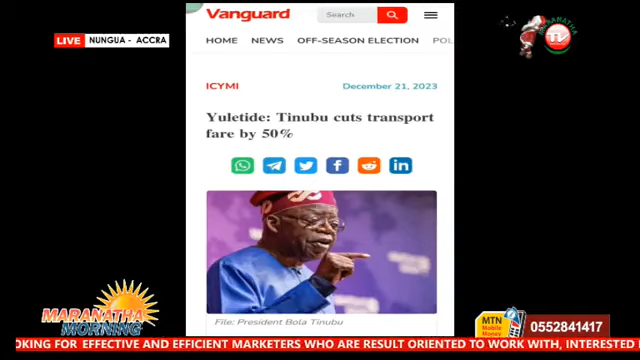 Vanguard
Search
LIVE
NUNGUA - ACCRA
MARANATHA
TV
HOME NEWS OFF-SEASON ELECTION POL
ICYMI
December 21, 2023
Yuletide: Tinubu cuts transport
fare by 50%
File: President Bola Tinubu
MARANATHA
MORNING
MTN
Mobile
Money
0552841417
OKING FOR EFFECTIVE AND EFFICIENT MARKETERS WHO ARE RESULT ORIENTED TO WORK WITH, INTERESTED